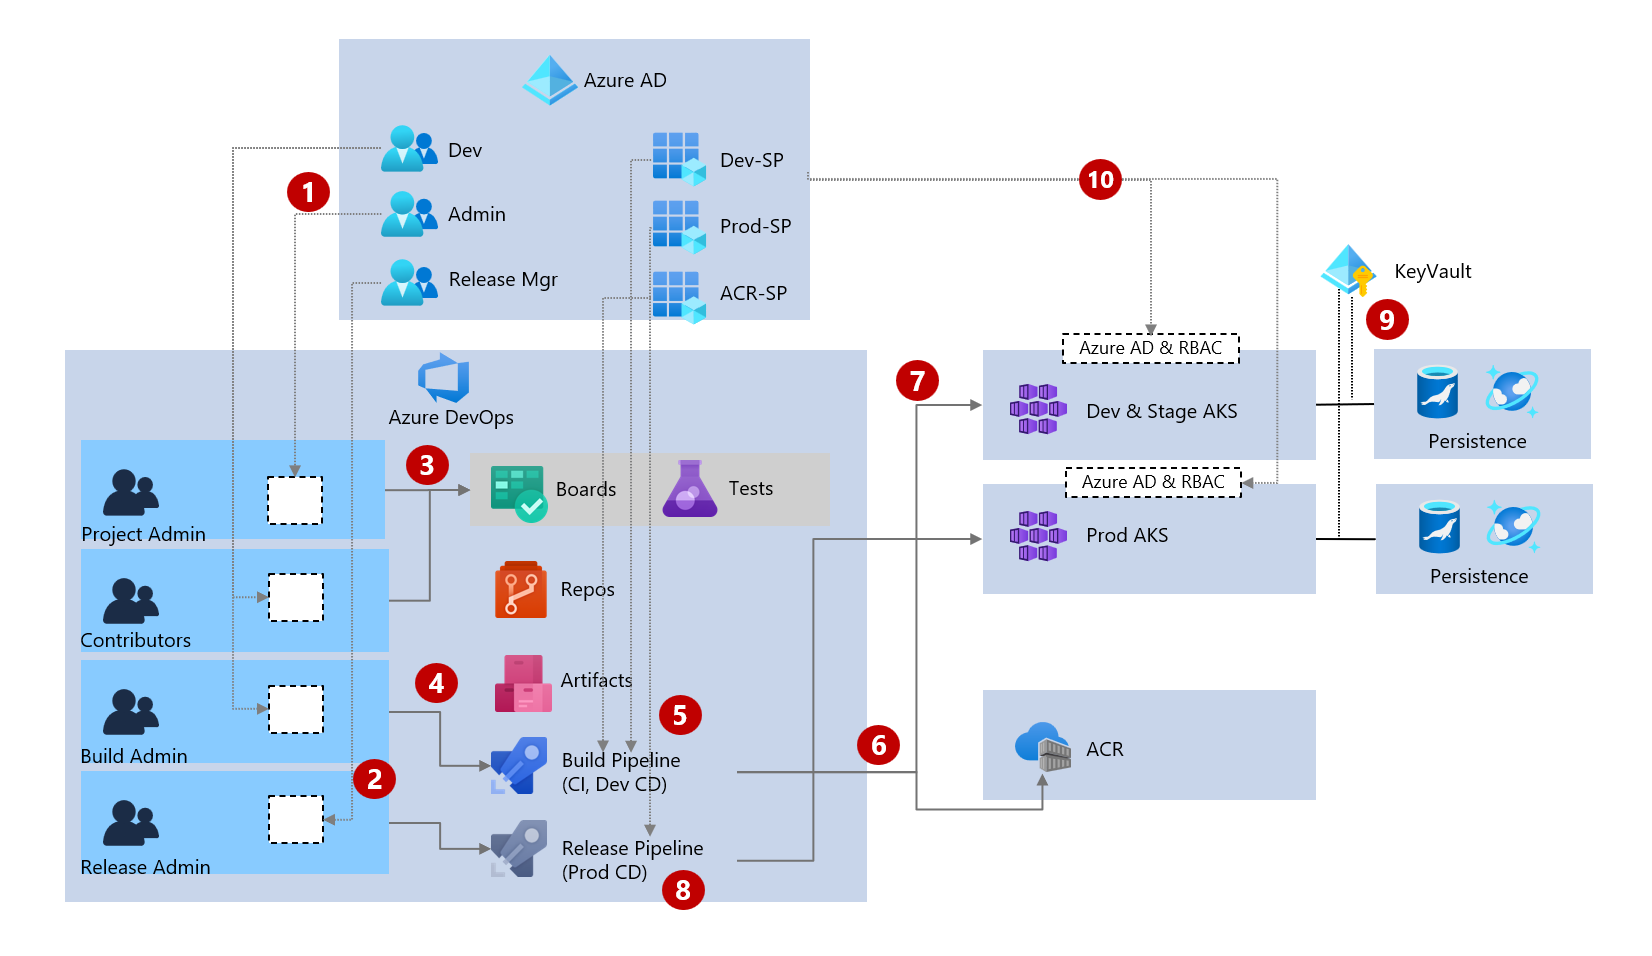 Azure AD
Dev
Admin
Release Mgr
Dev-SP
Prod-SP
ACR-SP
1
10
KeyVault
9
Azure DevOps
Project Admin
Contributors
Build Admin
Release Admin
2
3
4
Boards
Tests
Repos
Artifacts
5
Build Pipeline
(CI, Dev CD)
Release Pipeline
(Prod CD)
8
6
7
Azure AD & RBAC
Dev & Stage AKS
Persistence
Azure AD & RBAC
Prod AKS
Persistence
ACR